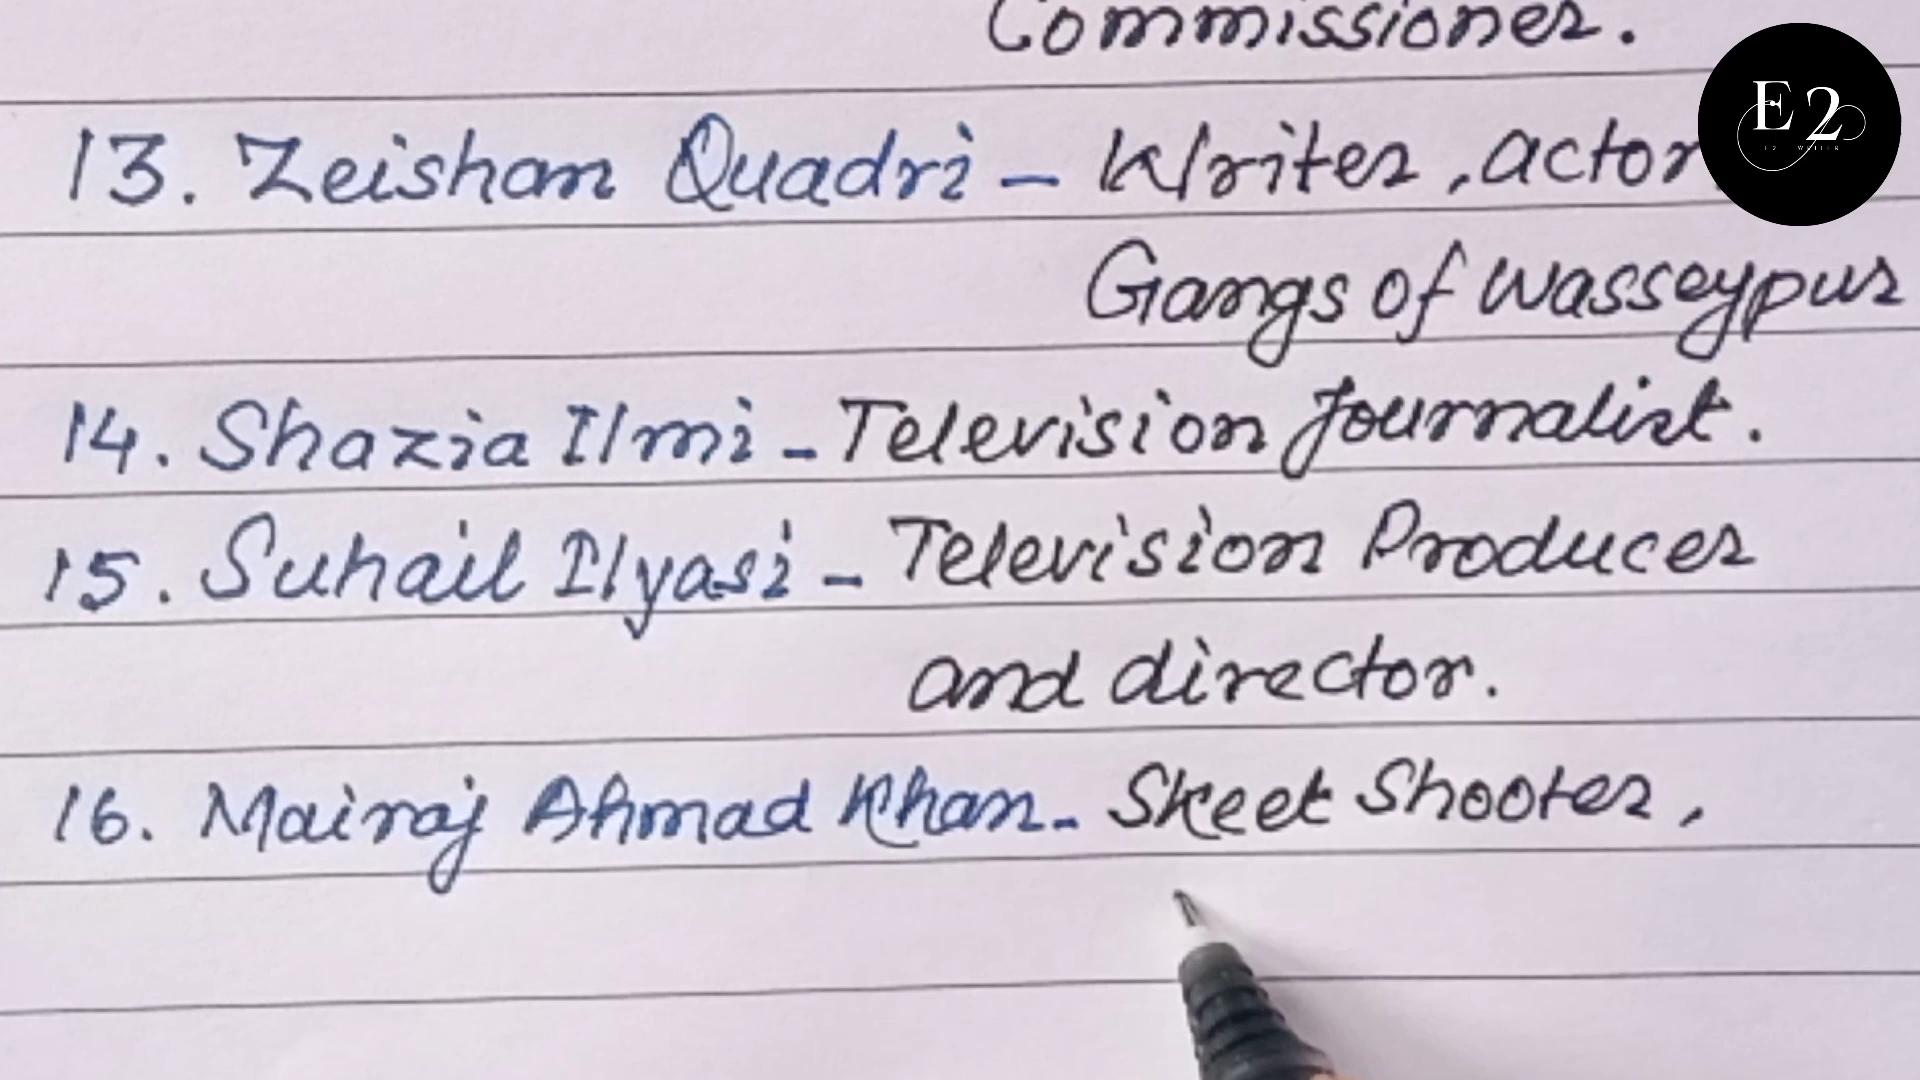 Commissioner.
13. Zeishan Quadri - Writer, actor
Gangs of Wasseypur
14. Shazia Ilmi - Television Journalist.
15. Suhail Ilyasi - Television Producer
and director.
16. Mairaj Ahmad Khan - Skeet Shooter,
E2